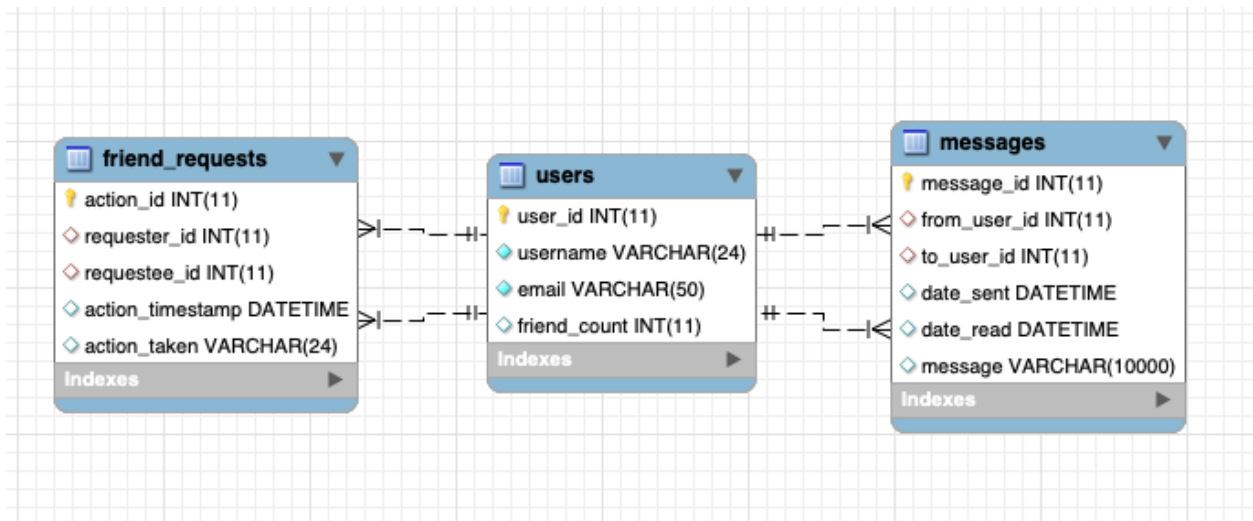 friend_requests
action_id INT(11)
requester_id INT(11)
requestee_id INT(11)
action_timestamp DATETIME
action_taken VARCHAR(24)
Indexes
users
user_id INT(11)
username VARCHAR(24)
email VARCHAR(50)
friend_count INT(11)
Indexes
messages
message_id INT(11)
from_user_id INT(11)
to_user_id INT(11)
date_sent DATETIME
date_read DATETIME
message VARCHAR(10000)
Indexes